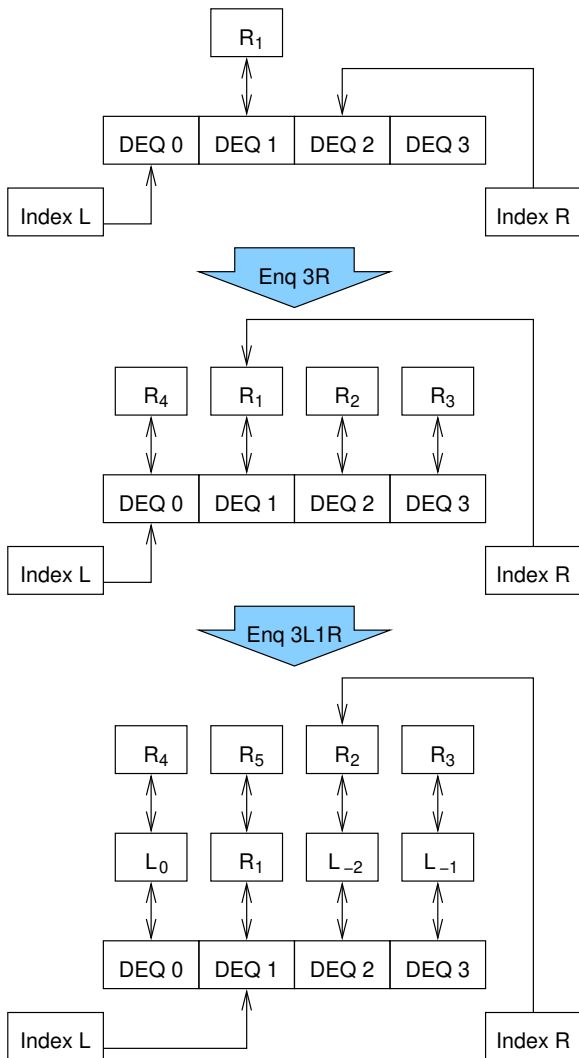 R1
DEQ 0 DEQ 1 DEQ 2 DEQ 3
Index L Index R
Enq 3R
R4 R1 R2 R3
DEQ 0 DEQ 1 DEQ 2 DEQ 3
Index L Index R
Enq 3L1R
R4 R5 R2 R3
L0 R1 L−2 L−1
DEQ 0 DEQ 1 DEQ 2 DEQ 3
Index L Index R